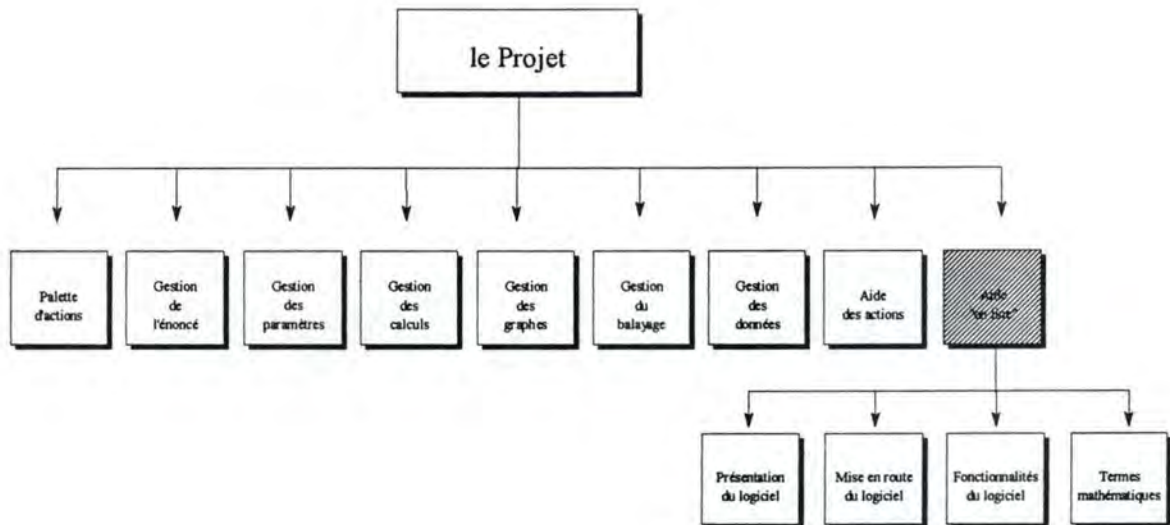 le Projet
Palette
d'actions
Gestion
de
l'énoncé
Gestion
des
paramètres
Gestion
des
calculs
Gestion
des
graphes
Gestion
du
balayage
Gestion
des
données
Aide
des actions
Aide
"en liste"
Présentation
du logiciel
Mise en route
du logiciel
Fonctionnalités
du logiciel
Termes
mathématiques